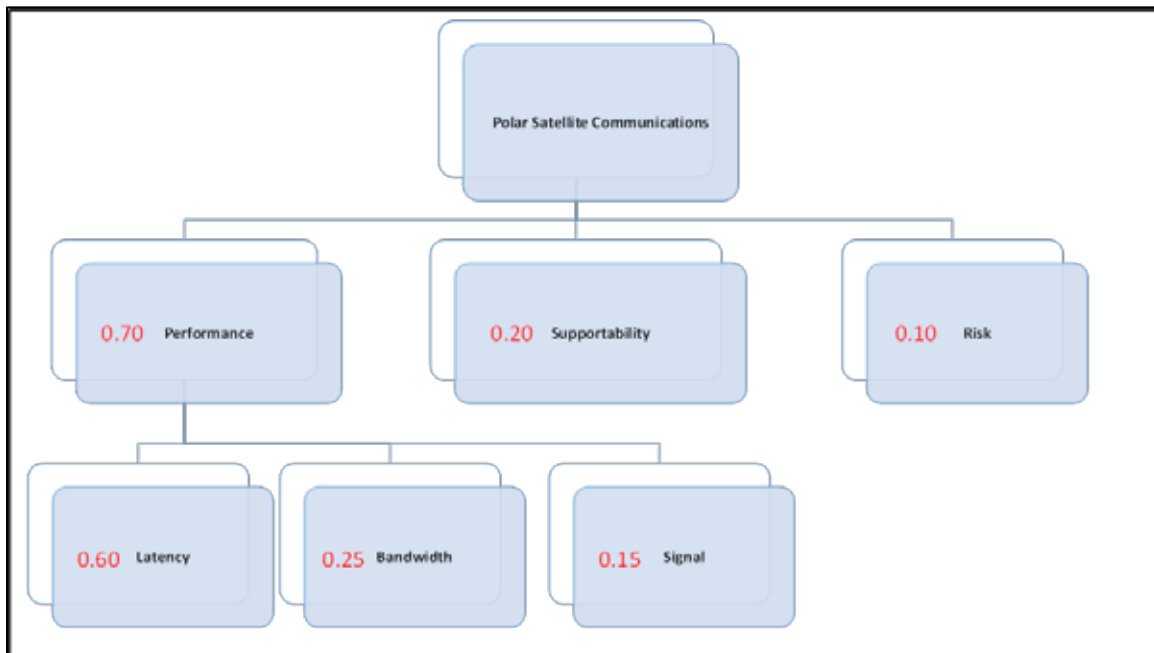 Polar Satellite Communications
0.70 Performance
0.20 Supportability
0.10 Risk
0.60 Latency
0.25 Bandwidth
0.15 Signal